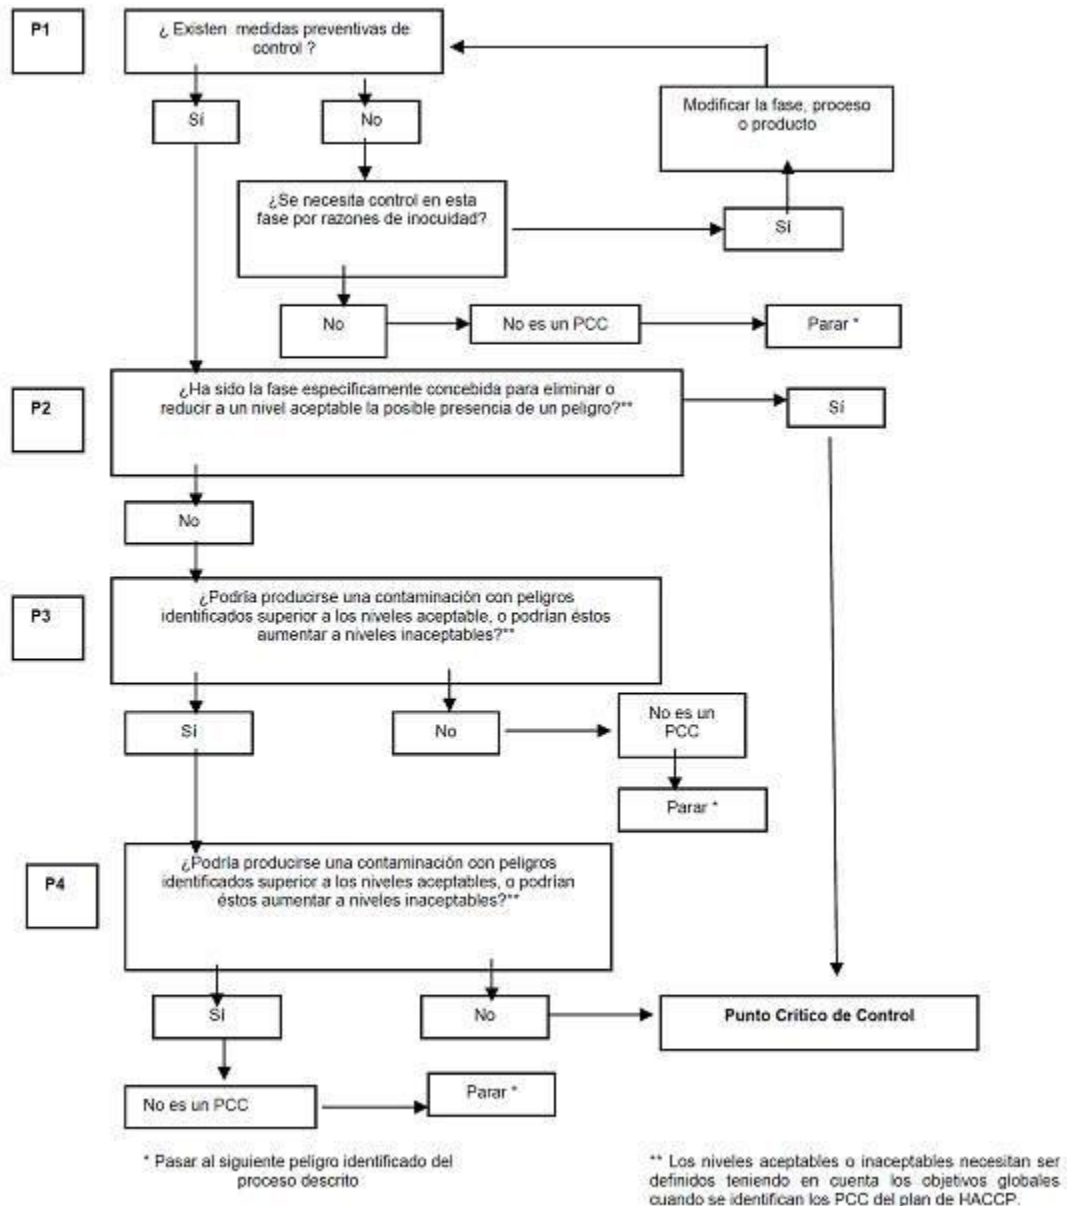 P1
¿ Existen medidas preventivas de
control ?
Sí
No
Modificar la fase, proceso
o producto
¿Se necesita control en esta
fase por razones de inocuidad?
Sí
No
No es un PCC
Parar *
P2
¿Ha sido la fase específicamente concebida para eliminar o
reducir a un nivel aceptable la posible presencia de un peligro?**
Sí
No
P3
¿Podría producirse una contaminación con peligros
identificados superior a los niveles aceptable, o podrían éstos
aumentar a niveles inaceptables?**
Sí
No
No es un
PCC
Parar *
P4
¿Podría producirse una contaminación con peligros
identificados superior a los niveles aceptables, o podrían
éstos aumentar a niveles inaceptables?**
Sí
No
Punto Crítico de Control
No es un PCC
Parar *
* Pasar al siguiente peligro identificado del
proceso descrito
** Los niveles aceptables o inaceptables necesitan ser
definidos teniendo en cuenta los objetivos globales
cuando se identifican los PCC del plan de HACCP.